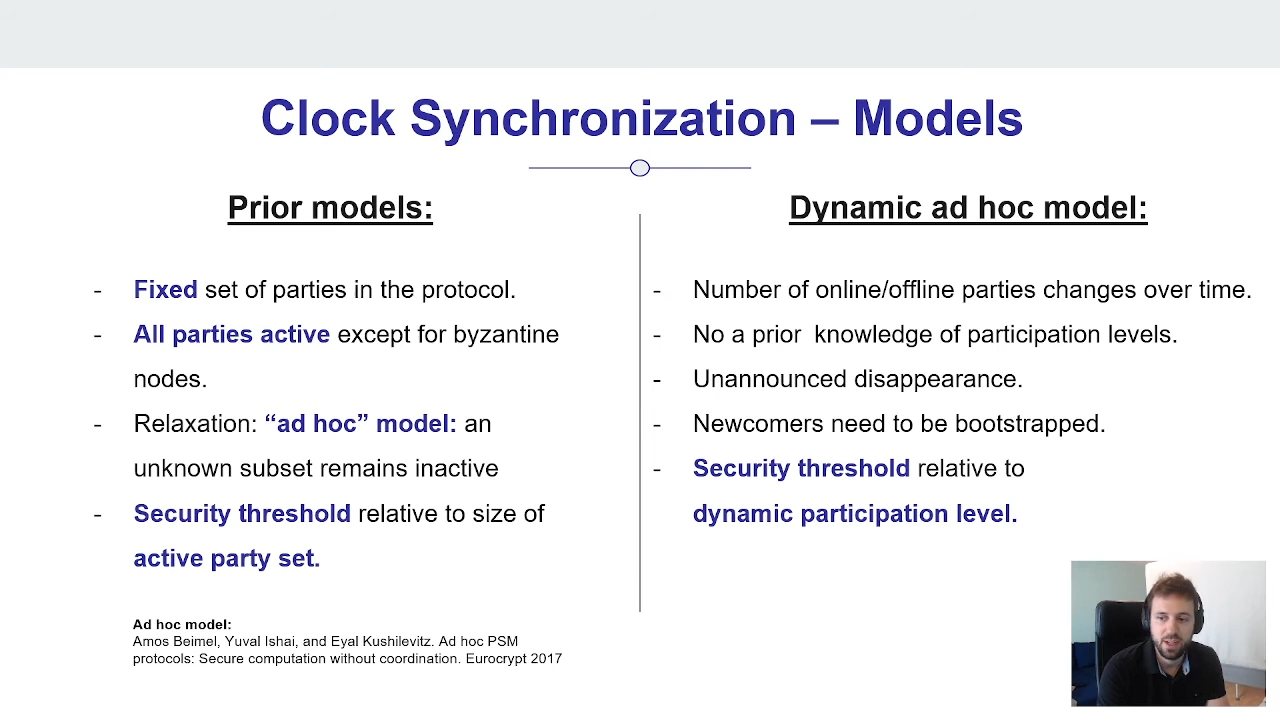 Clock Synchronization – Models
Prior models:
- Fixed set of parties in the protocol.
- All parties active except for byzantine
nodes.
- Relaxation: “ad hoc” model: an
unknown subset remains inactive
- Security threshold relative to size of
active party set.
Ad hoc model:
Amos Beimel, Yuval Ishai, and Eyal Kushilevitz. Ad hoc PSM
protocols: Secure computation without coordination. Eurocrypt 2017
Dynamic ad hoc model:
- Number of online/offline parties changes over time.
- No a prior knowledge of participation levels.
- Unannounced disappearance.
- Newcomers need to be bootstrapped.
- Security threshold relative to
dynamic participation level.